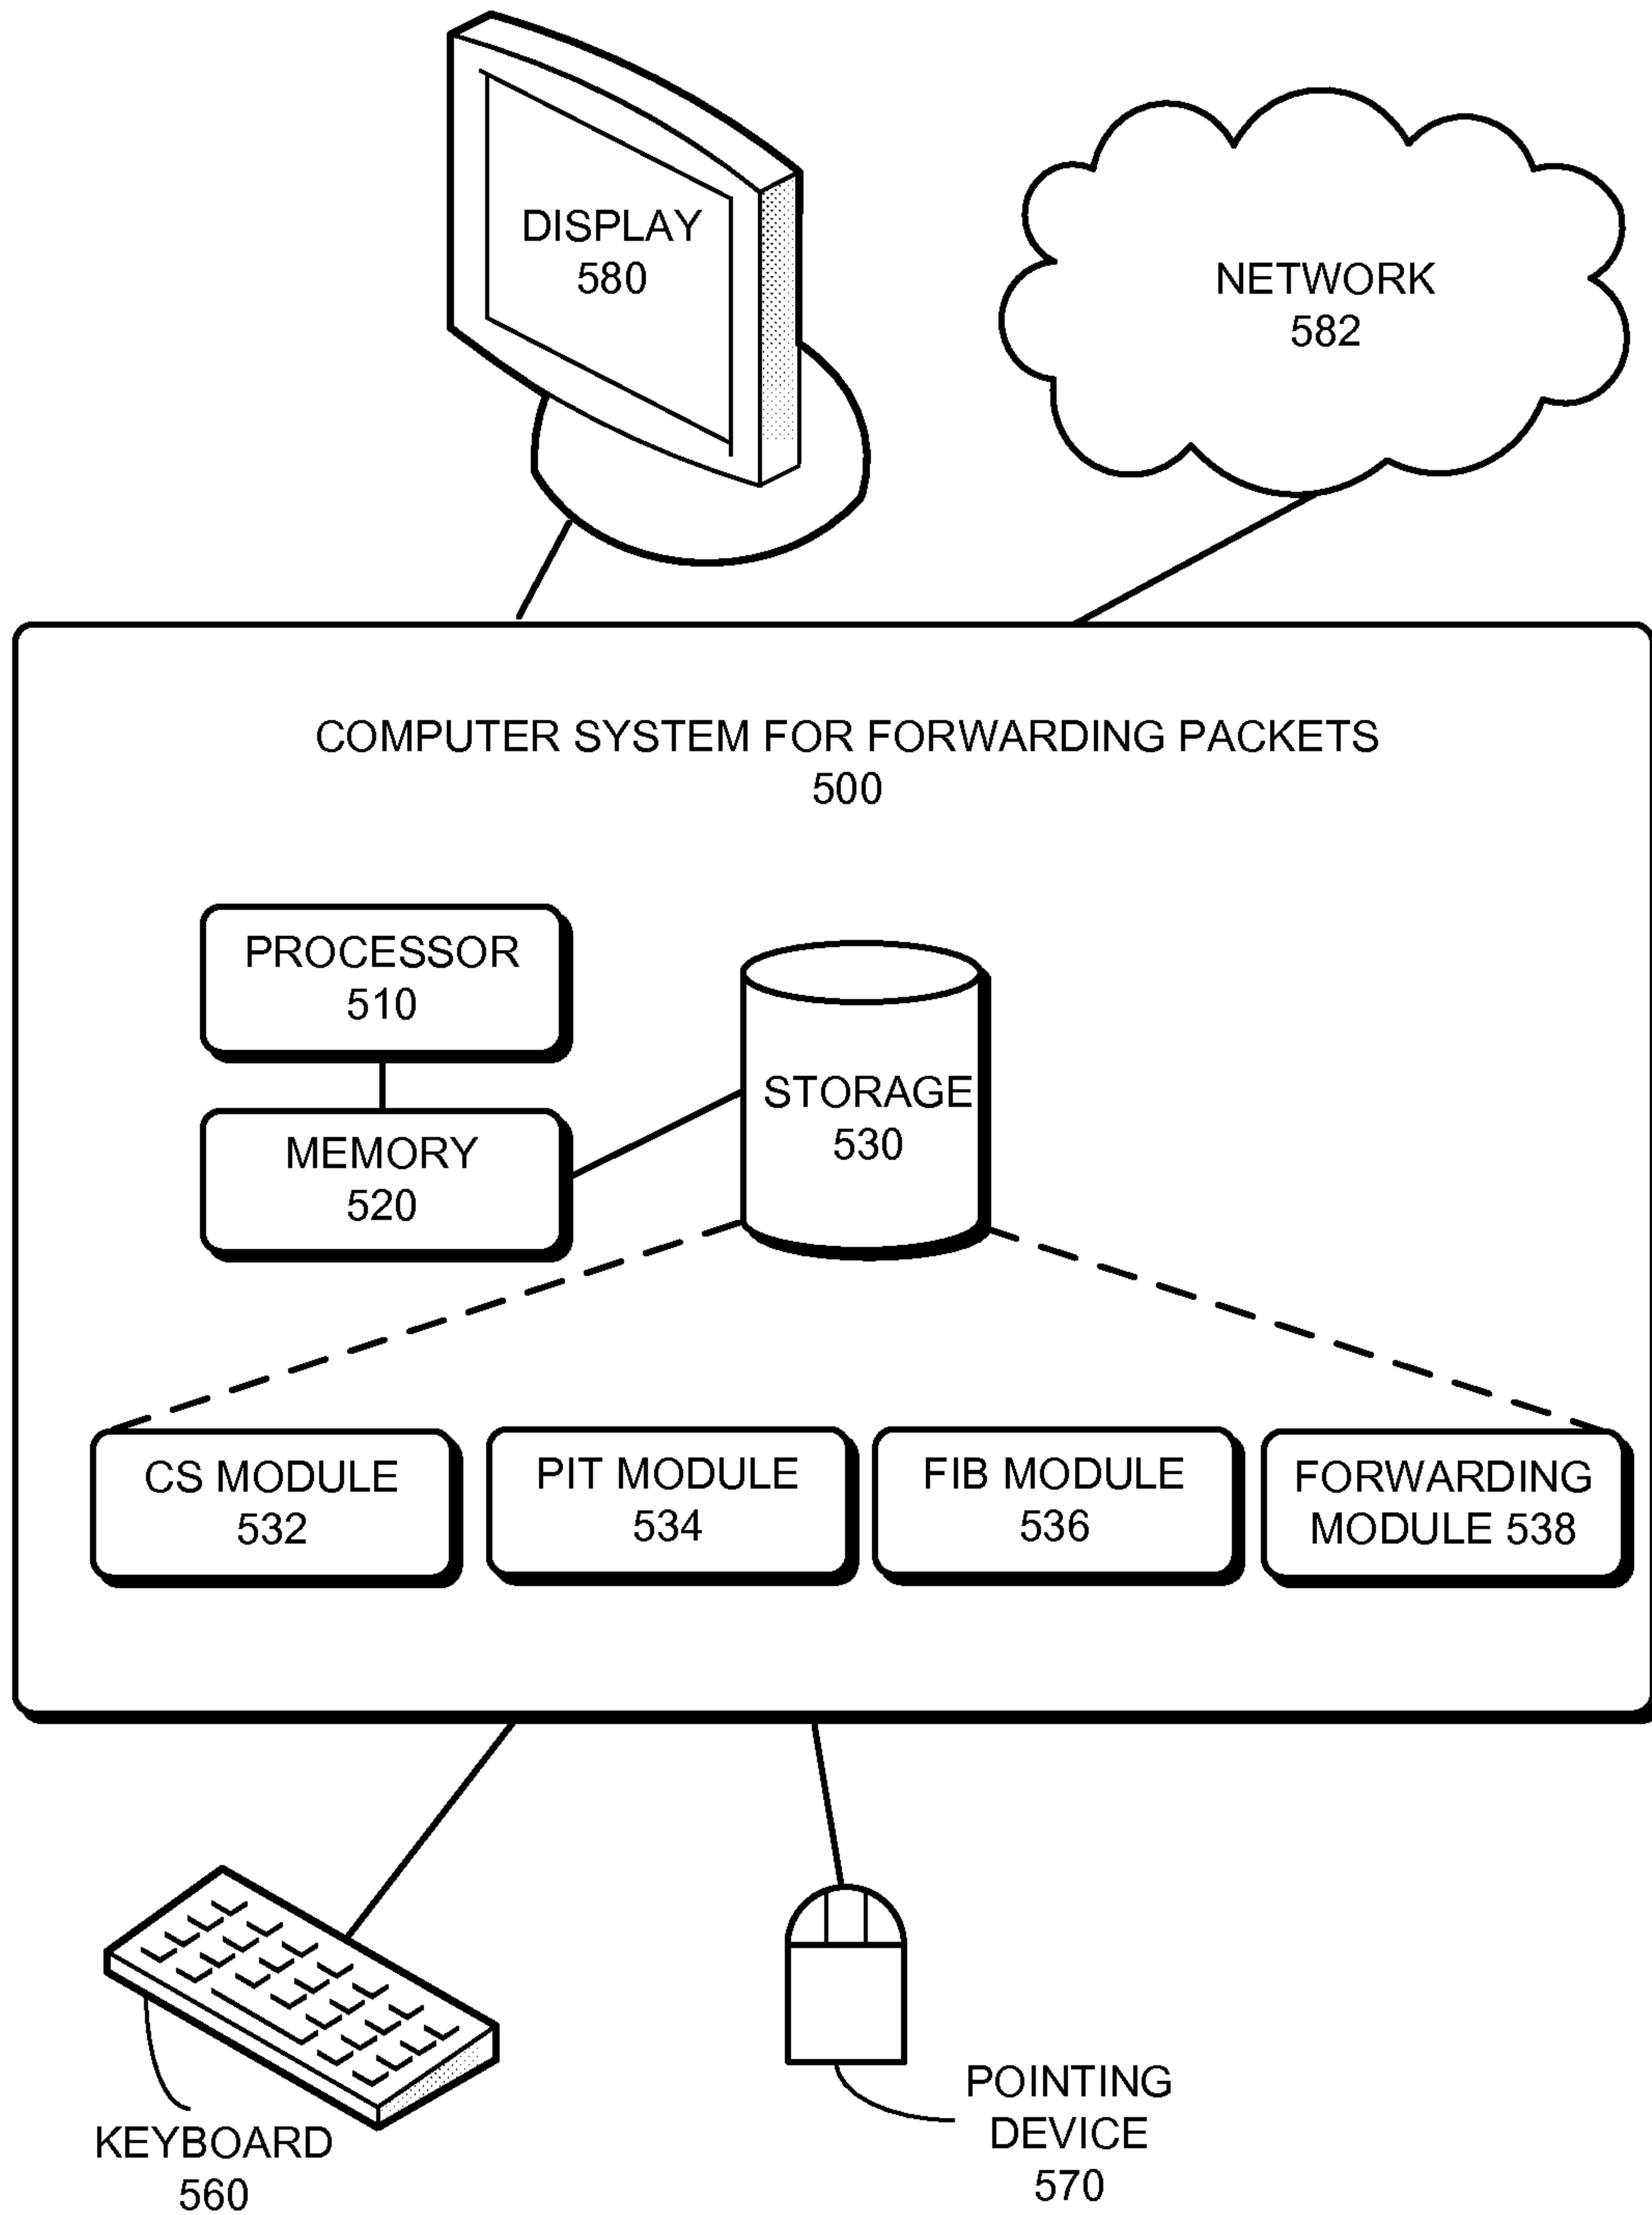 DISPLAY
580
NETWORK
582
COMPUTER SYSTEM FOR FORWARDING PACKETS
500
PROCESSOR
510
STORAGE
530
MEMORY
520
CS MODULE
532
PIT MODULE
534
FIB MODULE
536
FORWARDING
MODULE 538
KEYBOARD
560
POINTING
DEVICE
570